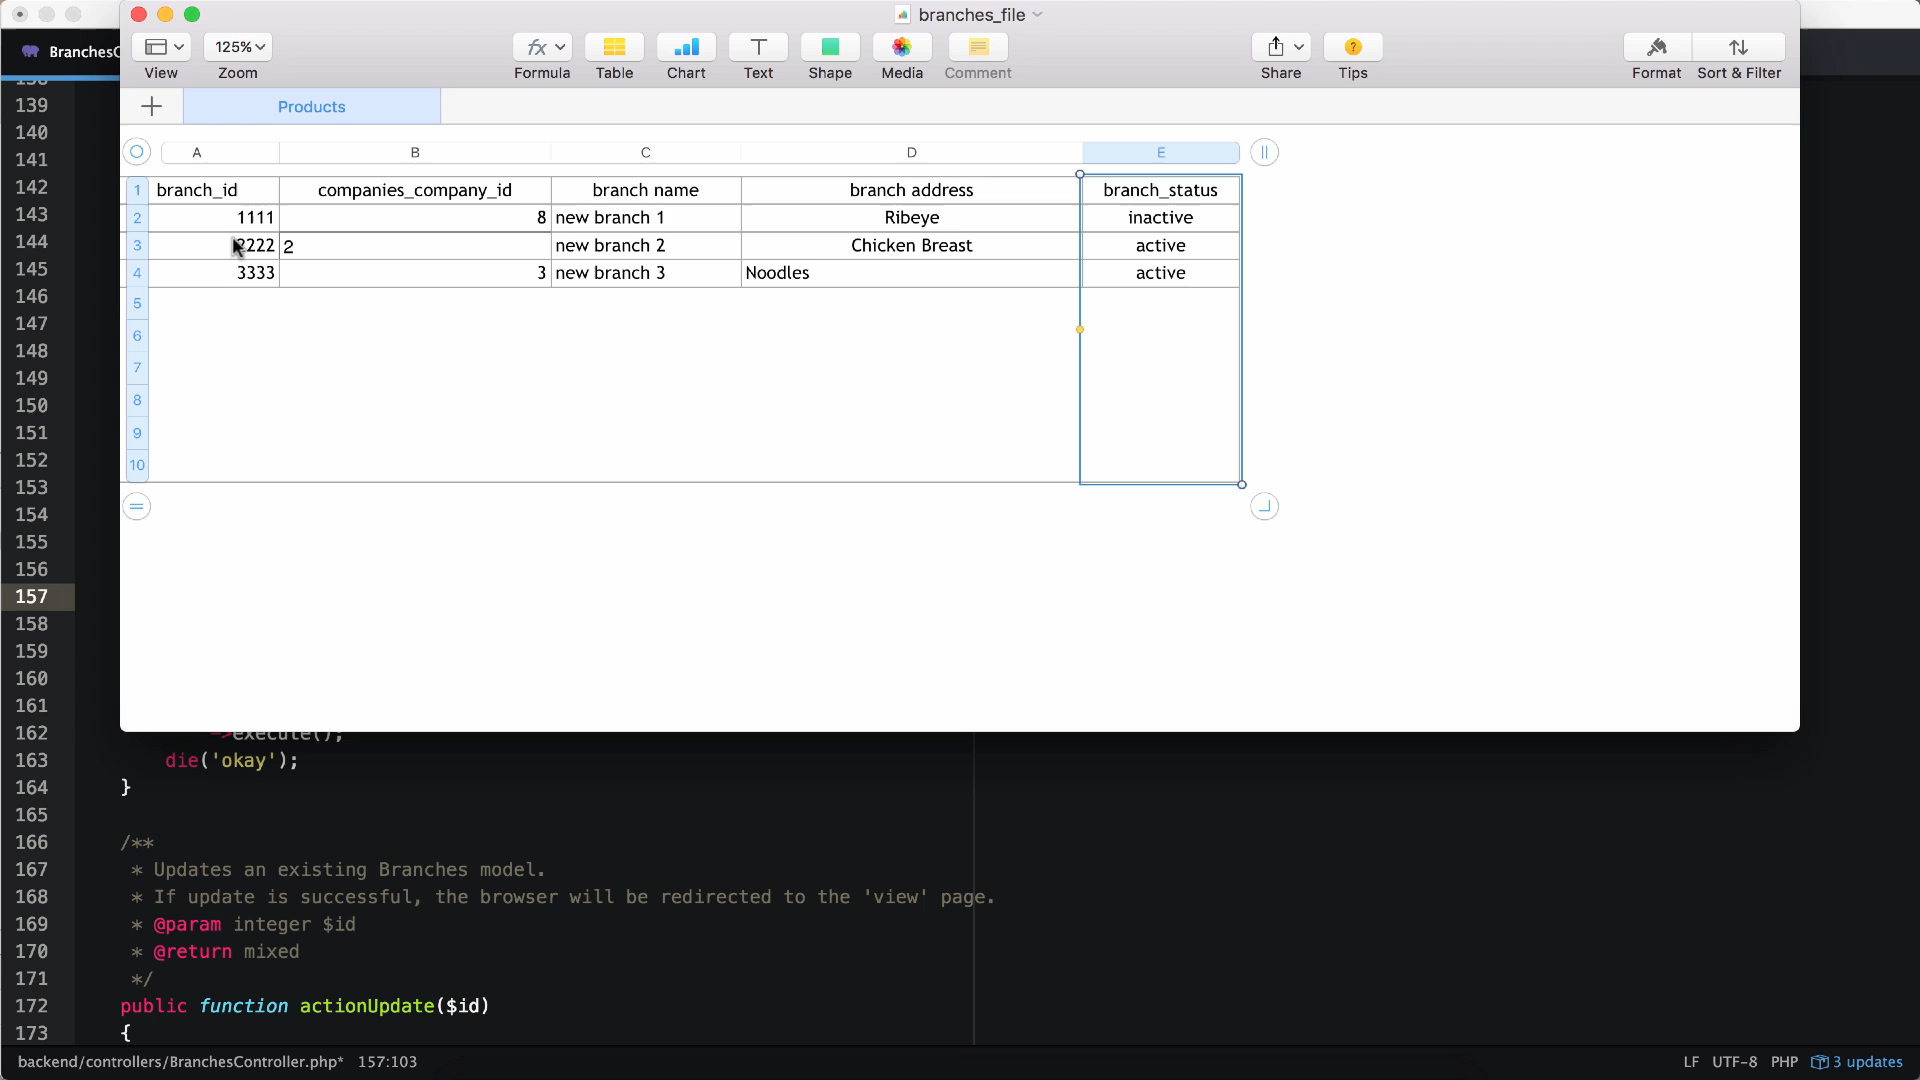 branches_file
BranchesC
125%
View
Zoom
Formula
Table
Chart
Text
Shape
Media
Comment
Share
Tips
Format
Sort & Filter
Products
A B C D E
1 branch_id companies_company_id branch name branch address branch_status
2 1111 8 new branch 1 Ribeye inactive
3 2222 2 new branch 2 Chicken Breast active
4 3333 3 new branch 3 Noodles active
5
6
7
8
9
10
138
139
140
141
142
143
144
145
146
147
148
149
150
151
152
153
154
155
156
157
158
159
160
161
162 ->execute();
163 die('okay');
164 }
165
166 /**
167 * Updates an existing Branches model.
168 * If update is successful, the browser will be redirected to the 'view' page.
169 * @param integer $id
170 * @return mixed
171 */
172 public function actionUpdate($id)
173 {
backend/controllers/BranchesController.php* 157:103 LF UTF-8 PHP 3 updates